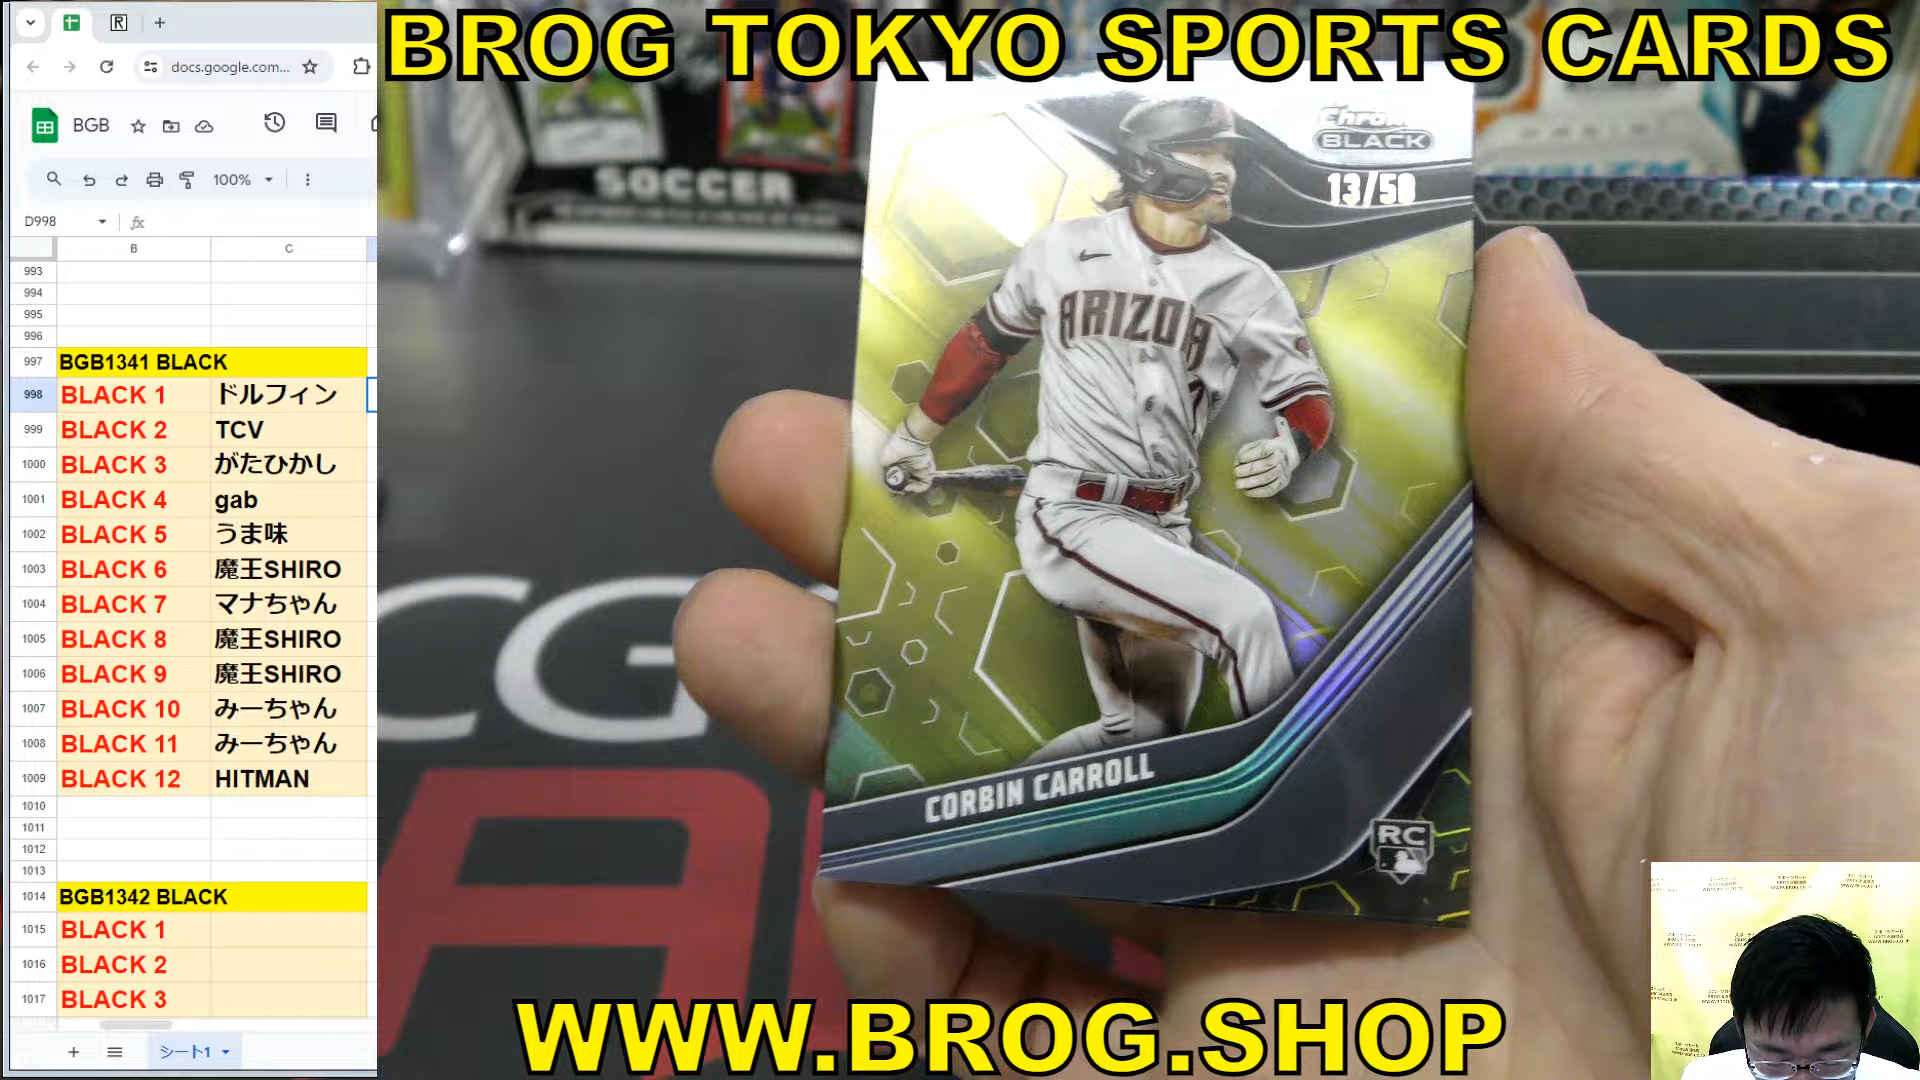 BROG TOKYO SPORTS CARDS
docs.google.com...
BGB
100%
D998
fx
B C
993
994
995
996
997 BGB1341 BLACK
998 BLACK 1 ドルフィン
999 BLACK 2 TCV
1000 BLACK 3 がたひかし
1001 BLACK 4 gab
1002 BLACK 5 うま味
1003 BLACK 6 魔王SHIRO
1004 BLACK 7 マナちゃん
1005 BLACK 8 魔王SHIRO
1006 BLACK 9 魔王SHIRO
1007 BLACK 10 みーちゃん
1008 BLACK 11 みーちゃん
1009 BLACK 12 HITMAN
1010
1011
1012
1013
1014 BGB1342 BLACK
1015 BLACK 1
1016 BLACK 2
1017 BLACK 3
シート1
SOCCER
Chrome
BLACK
13/50
ARIZONA
CORBIN CARROLL
RC
CG
WWW.BROG.SHOP